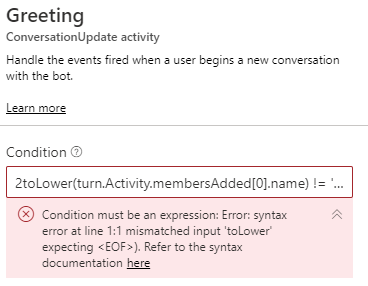 Greeting
ConversationUpdate activity
Handle the events fired when a user begins a new conversation
with the bot.
Learn more
Condition
2toLower(turn.Activity.membersAdded[0].name) != '...
Condition must be an expression: Error: syntax
error at line 1:1 mismatched input 'toLower'
expecting <EOF>). Refer to the syntax
documentation here